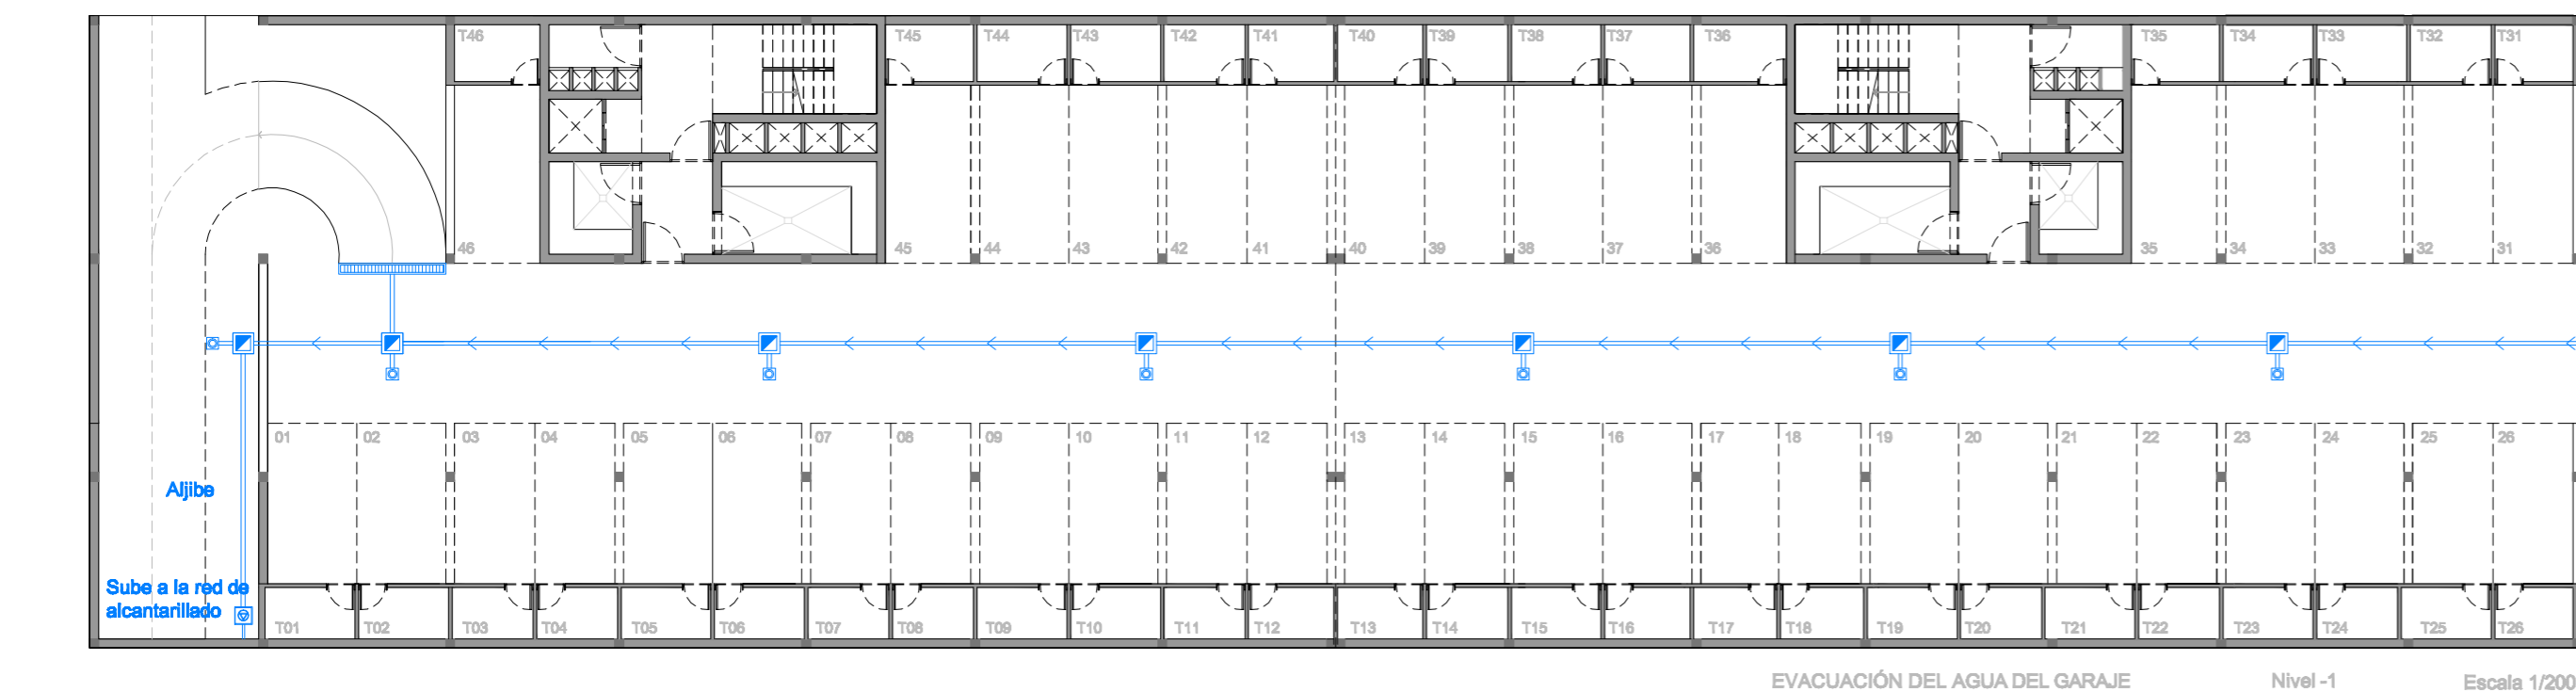 T46 T45 T44 T43 T42 T41 T40 T39 T38 T37 T36 T35 T34 T33 T32 T31
46 45 44 43 42 41 40 39 38 37 36 35 34 33 32 31
01 02 03 04 05 06 07 08 09 10 11 12 13 14 15 16 17 18 19 20 21 22 23 24 25 26
Aljibe
Sube a la red de
alcantarillado
T01 T02 T03 T04 T05 T06 T07 T08 T09 T10 T11 T12 T13 T14 T15 T16 T17 T18 T19 T20 T21 T22 T23 T24 T25 T26
EVACUACIÓN DEL AGUA DEL GARAJE Nivel -1 Escala 1/200